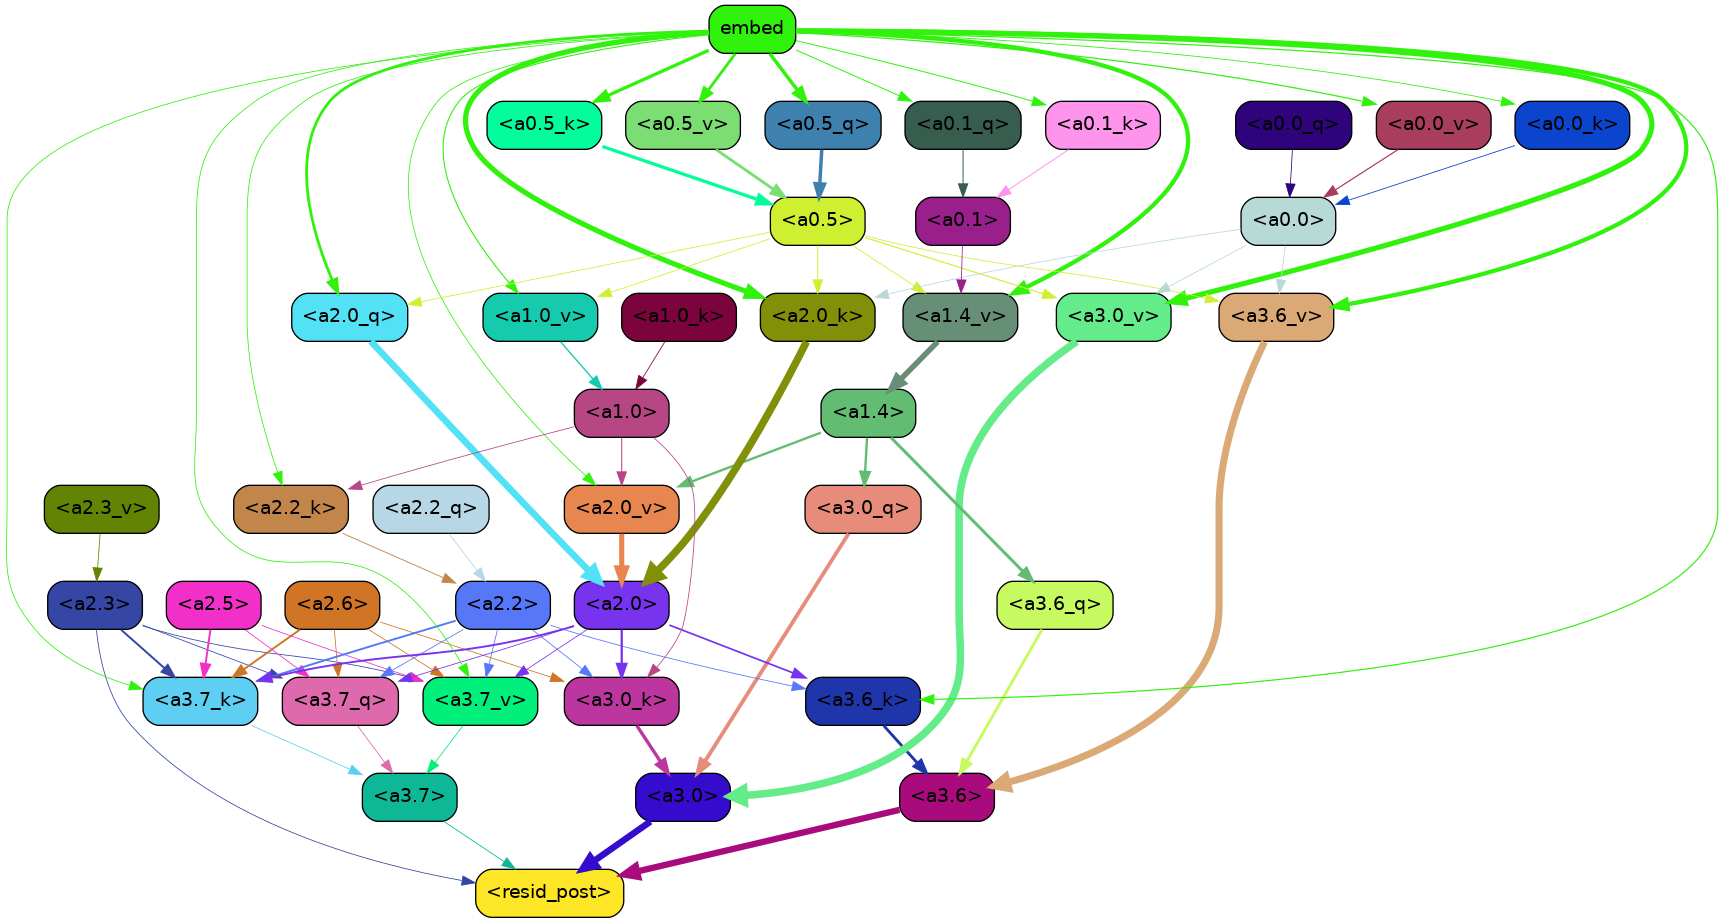 embed
<a0.5_k> <a0.5_v> <a0.5_q> <a0.1_q> <a0.1_k> <a0.0_q> <a0.0_v> <a0.0_k>
<a0.5> <a0.1> <a0.0>
<a2.0_q> <a1.0_v> <a1.0_k> <a2.0_k> <a1.4_v> <a3.0_v> <a3.6_v>
<a1.0> <a1.4>
<a2.3_v> <a2.2_k> <a2.2_q> <a2.0_v> <a3.0_q>
<a2.3> <a2.5> <a2.6> <a2.2> <a2.0> <a3.6_q>
<a3.7_k> <a3.7_q> <a3.7_v> <a3.0_k> <a3.6_k>
<a3.7> <a3.0> <a3.6>
<resid_post>